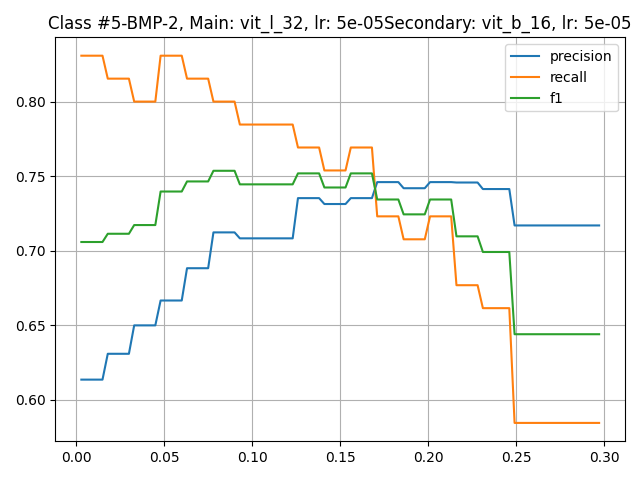 Class #5-BMP-2, Main: vit_l_32, lr: 5e-05Secondary: vit_b_16, lr: 5e-05
precision
recall
f1
0.80
0.75
0.70
0.65
0.60
0.00 0.05 0.10 0.15 0.20 0.25 0.30